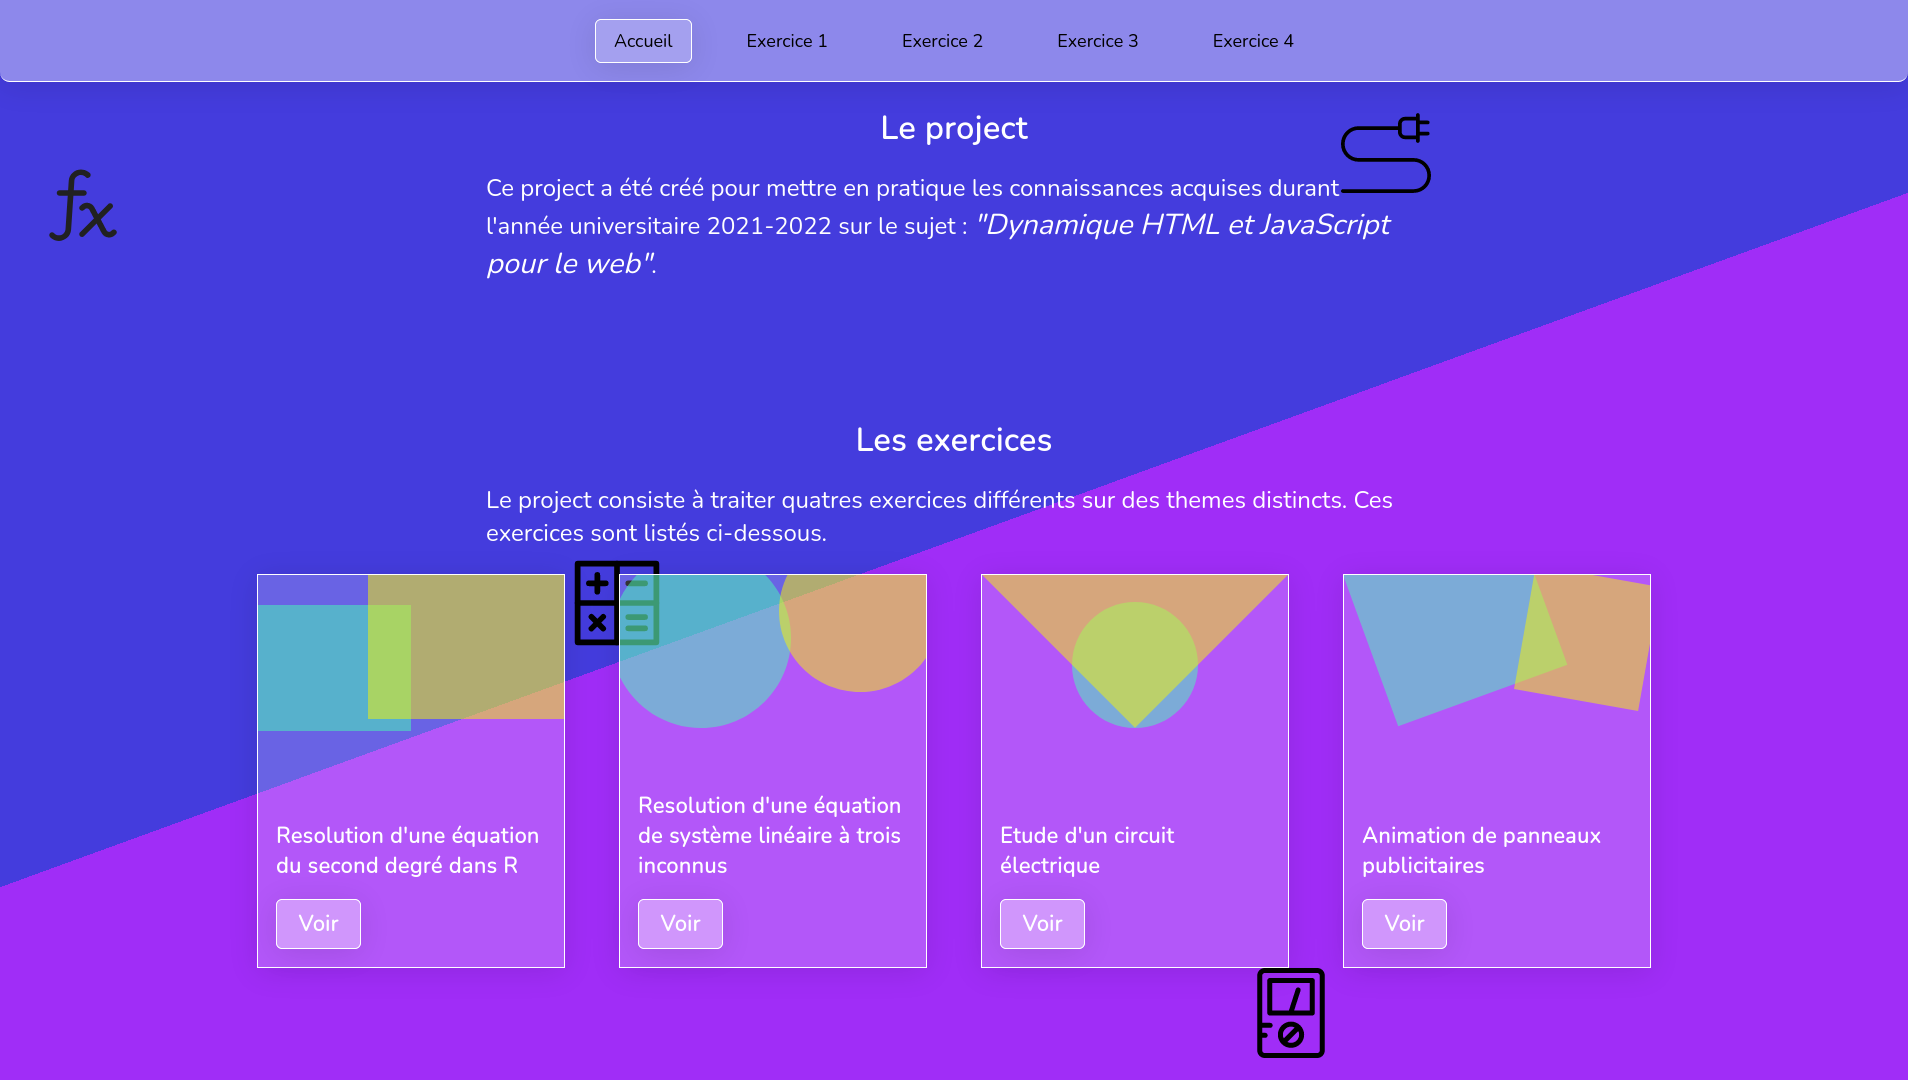 Accueil
Exercice 1
Exercice 2
Exercice 3
Exercice 4
Le project
Ce project a été créé pour mettre en pratique les connaissances acquises durant
l'année universitaire 2021-2022 sur le sujet : "Dynamique HTML et JavaScript
pour le web".
Les exercices
Le project consiste à traiter quatres exercices différents sur des themes distincts. Ces
exercices sont listés ci-dessous.
Resolution d'une équation
du second degré dans R
Voir
Resolution d'une équation
de système linéaire à trois
inconnus
Voir
Etude d'un circuit
électrique
Voir
Animation de panneaux
publicitaires
Voir